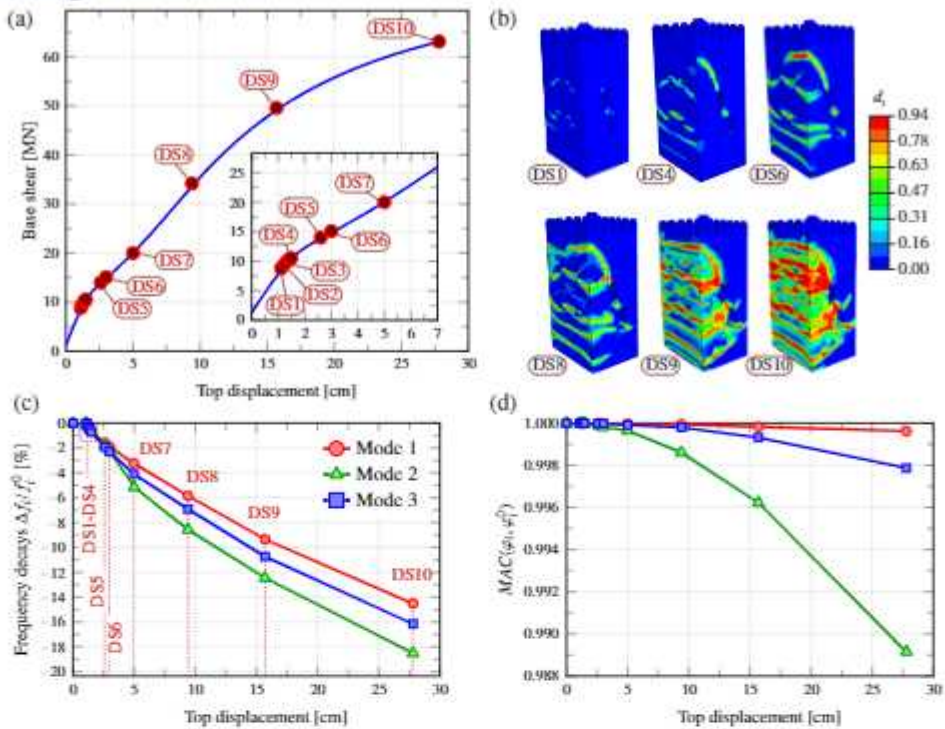 (a)
Base shear [MN]
60
50
40
30
20
10
0
0 5 10 15 20 25 30
Top displacement [cm]
DS10
DS9
DS8
DS7
DS6
DS5
25
20
15
10
5
0
0 1 2 3 4 5 6 7
DS7
DS5
DS4
DS6
DS3
DS2
DS1
(b)
DS1
DS4
DS6
DS8
DS9
DS10
0.94
0.78
0.63
0.47
0.31
0.16
0.00
(c)
Frequency decays Δfᵢ/fᵢ⁰ [%]
0
2
4
6
8
10
12
14
16
18
20
0 5 10 15 20 25 30
Top displacement [cm]
DS1-DS4
DS5
DS6
DS7
DS8
DS9
DS10
Mode 1
Mode 2
Mode 3
(d)
MAC(φᵢ, φᵢ⁰)
1.000
0.998
0.996
0.994
0.992
0.990
0.988
0 5 10 15 20 25 30
Top displacement [cm]